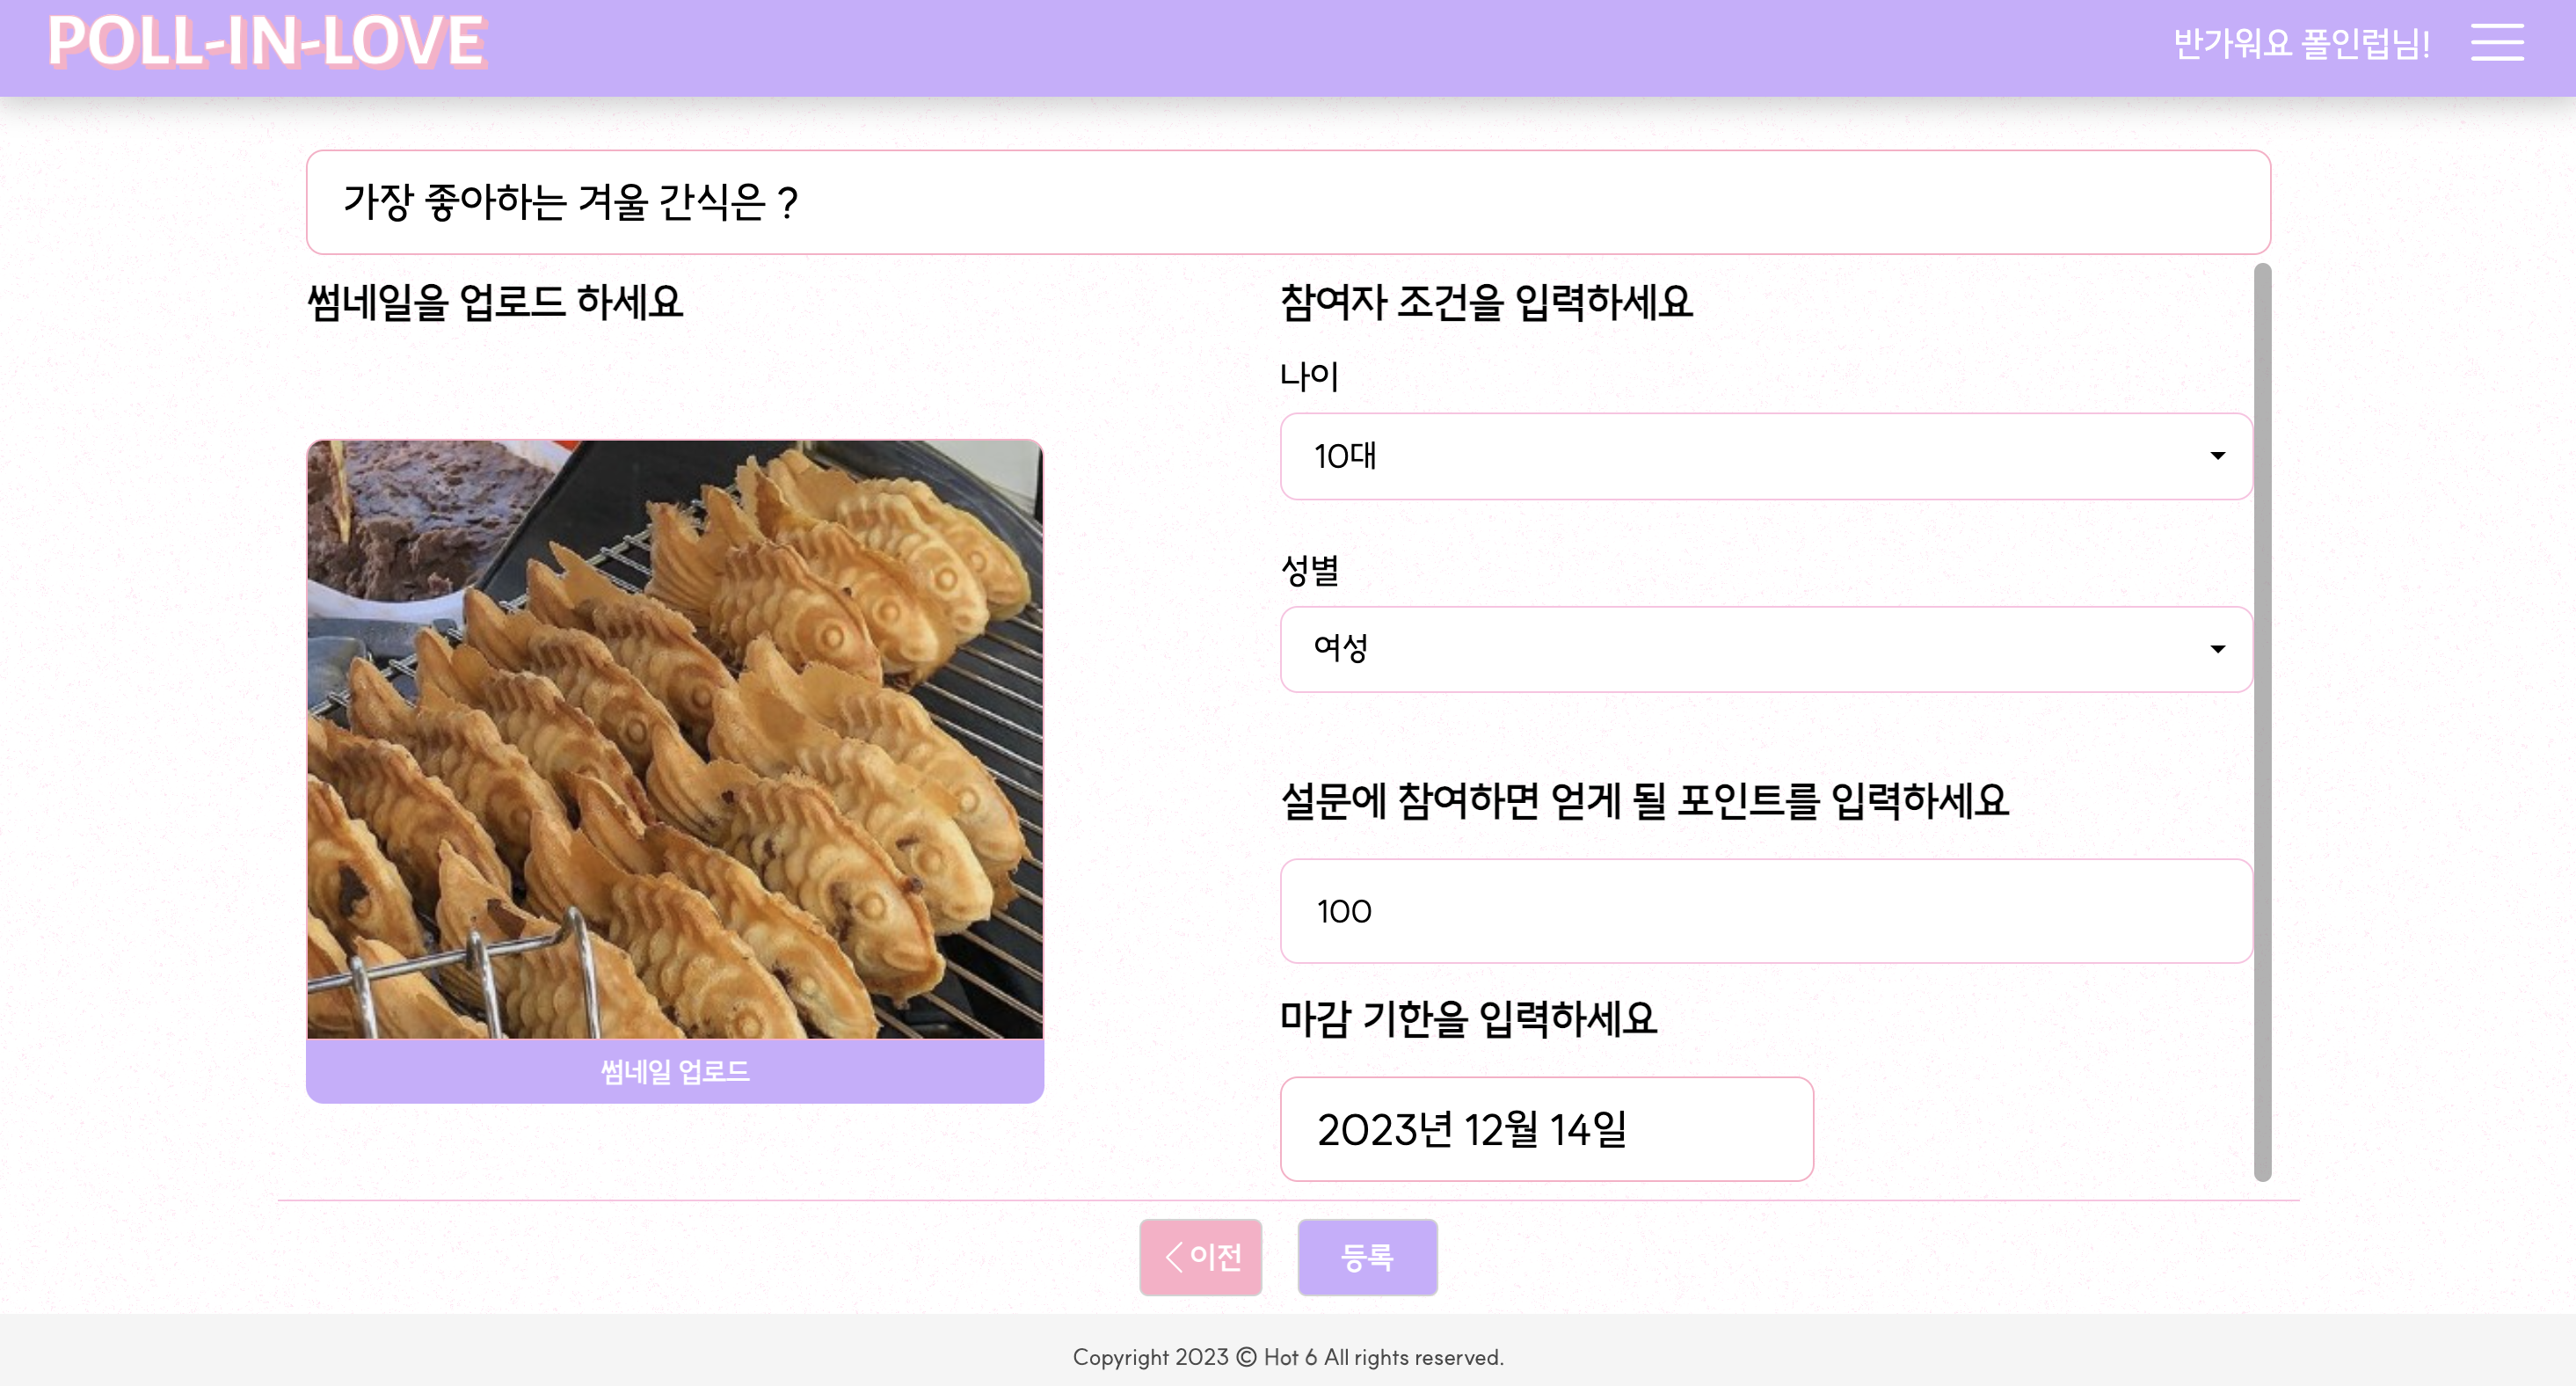 POLL-IN-LOVE
반가워요 폴인럽님!
가장 좋아하는 겨울 간식은 ?
썸네일을 업로드 하세요
썸네일 업로드
참여자 조건을 입력하세요
나이
10대
성별
여성
설문에 참여하면 얻게 될 포인트를 입력하세요
100
마감 기한을 입력하세요
2023년 12월 14일
이전
등록
Copyright 2023 © Hot 6 All rights reserved.